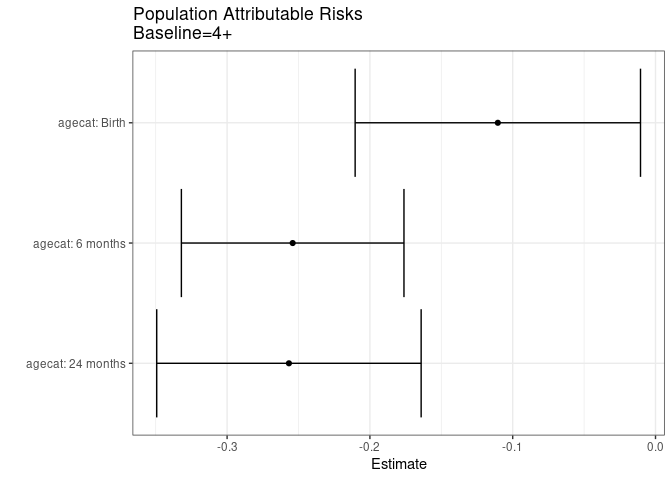 Population Attributable Risks
Baseline=4+
agecat: Birth
agecat: 6 months
agecat: 24 months
-0.3
-0.2
-0.1
0.0
Estimate